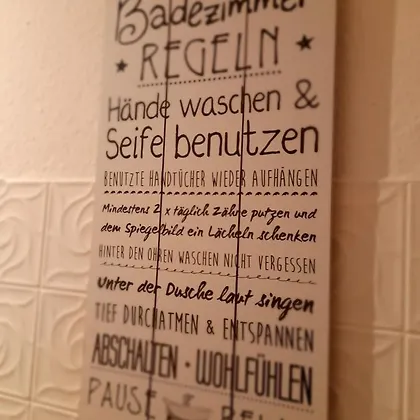 Badezimmer
REGELN
Hände waschen &
Seife benutzen
BENUTZTE HANDTÜCHER WIEDER AUFHÄNGEN
Mindestens 2 x täglich Zähne putzen und
dem Spiegelbild ein Lächeln schenken
HINTER DEN OHREN WASCHEN NICHT VERGESSEN
Unter der Dusche laut singen
TIEF DURCHATMEN & ENTSPANNEN
ABSCHALTEN · WOHLFÜHLEN
PAUSE